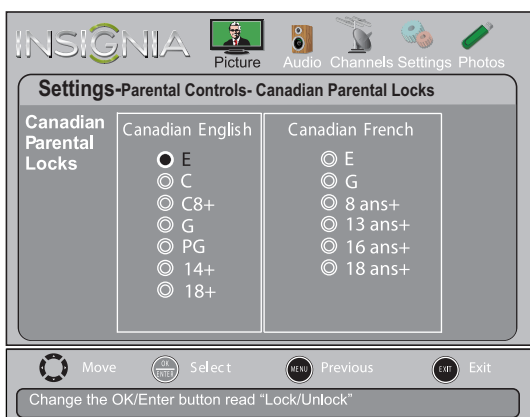 INSIGNIA
Picture Audio Channels Settings Photos
Settings-Parental Controls- Canadian Parental Locks
Canadian
Parental
Locks
Canadian English
E
C
C8+
G
PG
14+
18+
Canadian French
E
G
8 ans+
13 ans+
16 ans+
18 ans+
Move OK ENTER Select MENU Previous EXIT Exit
Change the OK/Enter button read “Lock/Unlock”